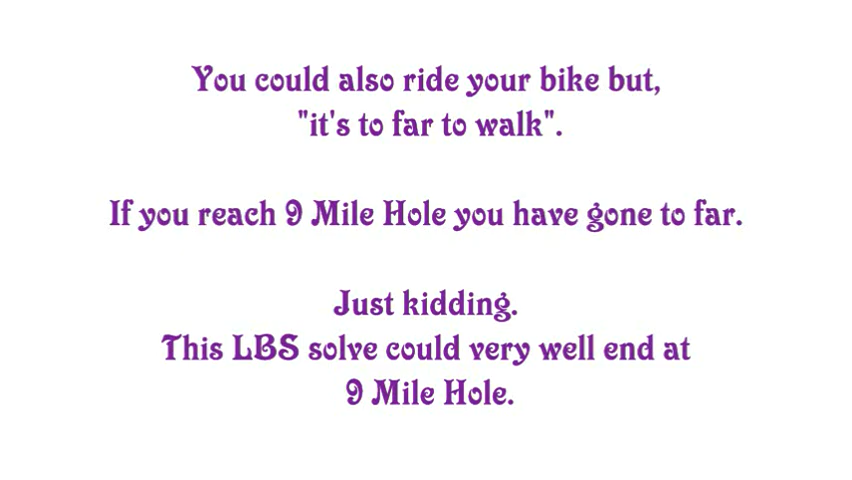 You could also ride your bike but,
"it's to far to walk".
If you reach 9 Mile Hole you have gone to far.
Just kidding.
This LBS solve could very well end at
9 Mile Hole.